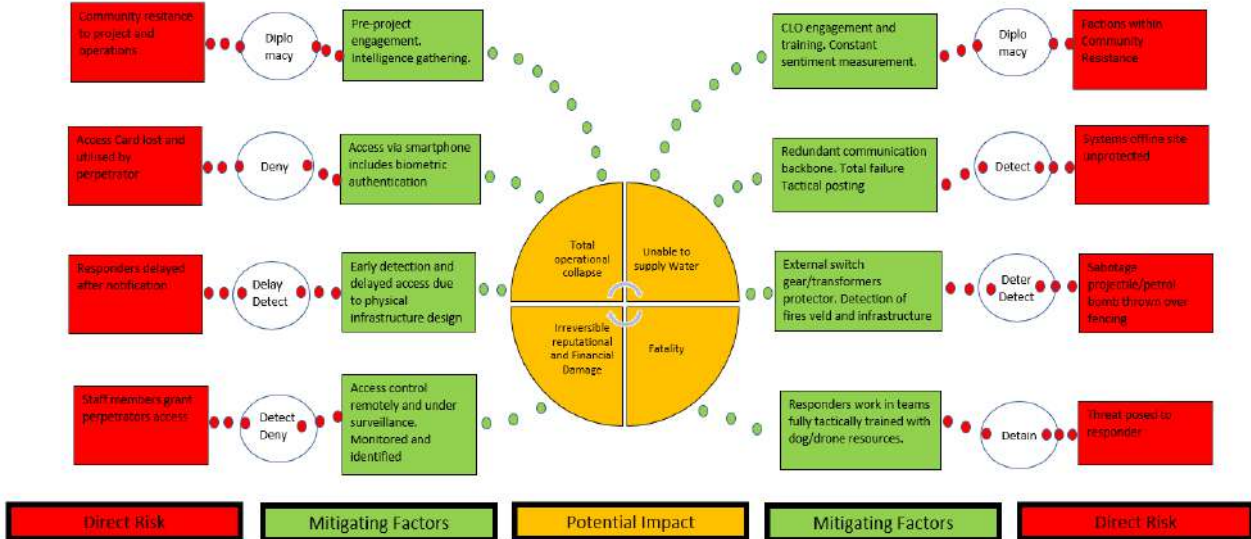 Community resitence
to project and
operations
Diplo
macy
Pre-project
engagement.
Intelligence gathering.
CLO engagement and
training. Constant
sentiment measurement.
Diplo
macy
Factions within
Community
Resistance
Access Card lost and
utilised by
perpetrator
Deny
Access via smartphone
includes biometric
authentication
Redundant communication
backbone. Total failure
Tactical posting
Detect
Systems offline site
unprotected
Total
operational
collapse
Unable to
supply Water
Responders delayed
after notification
Delay
Detect
Early detection and
delayed access due to
physical
infrastructure design
External switch
gear/transformers
protector. Detection of
fires veld and infrastructure
Deter
Detect
Sabotage
projectile/petrol
bomb thrown over
fencing
Irreversible
reputational
and Financial
Damage
Fatality
Staff members grant
perpetrators access
Detect
Deny
Access control
remotely and under
surveillance.
Monitored and
identified
Responders work in teams
fully tactically trained with
dog/drone resources.
Detain
Threat posed to
responder
Direct Risk
Mitigating Factors
Potential Impact
Mitigating Factors
Direct Risk